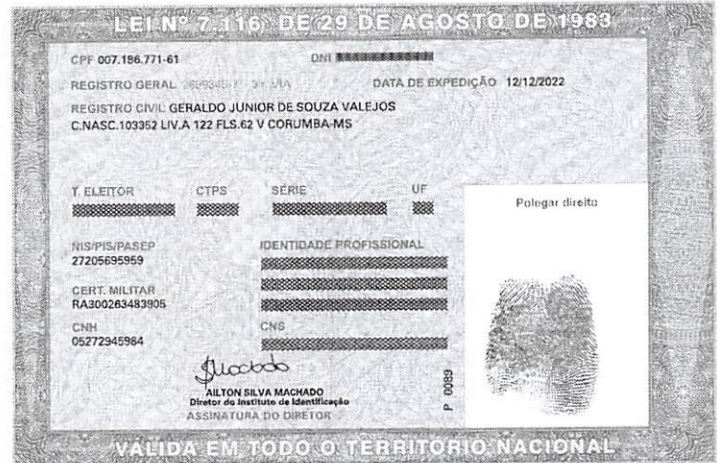 LEI Nº 7.116, DE 29 DE AGOSTO DE 1983
CPF 007.186.771-61 DNI
REGISTRO GERAL DATA DE EXPEDIÇÃO 12/12/2022
REGISTRO CIVIL GERALDO JUNIOR DE SOUZA VALEJOS
C.NASC.103352 LIV.A 122 FLS.62 V CORUMBA-MS
T. ELEITOR CTPS SÉRIE UF
Polegar direito
NIS/PIS/PASEP IDENTIDADE PROFISSIONAL
27205695959
CERT. MILITAR
RA300263483905
CNH CNS
05272945984
AILTON SILVA MACHADO
Diretor do Instituto de Identificação
ASSINATURA DO DIRETOR
P 0089
VÁLIDA EM TODO O TERRITÓRIO NACIONAL